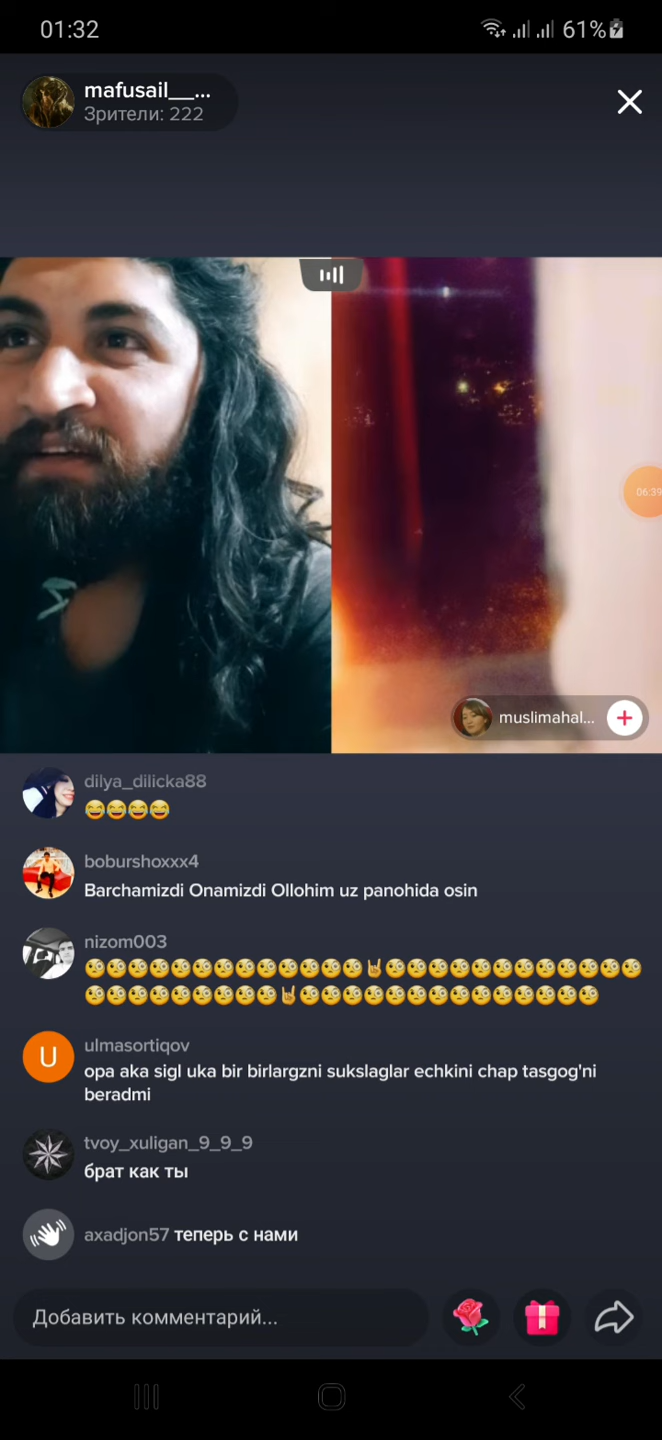 01:32
61%
mafusail__...
Зрители: 222
06:39
muslimahal...
dilya_dilicka88
😂😂😂😂
boburshoxxx4
Barchamizdi Onamizdi Ollohim uz panohida osin
nizom003
🧐🧐🧐🧐🧐🧐🧐🧐🧐🧐🧐🧐🧐🤘🧐🧐🧐🧐🧐🧐🧐🧐🧐🧐🧐🧐
🧐🧐🧐🧐🧐🧐🧐🧐🧐🤘🧐🧐🧐🧐🧐🧐🧐🧐🧐🧐🧐🧐🧐🧐
U
ulmasortiqov
opa aka sigl uka bir birlargzni sukslaglar echkini chap tasgog'ni
beradmi
tvoy_xuligan_9_9_9
брат как ты
axadjon57 теперь с нами
Добавить комментарий...